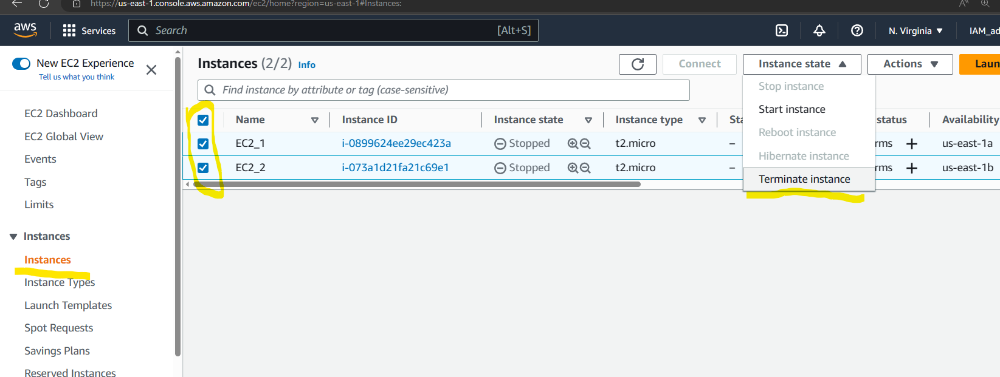 https://us-east-1.console.aws.amazon.com/ec2/home?region=us-east-1#Instances:
aws
Services
Search
[Alt+S]
N. Virginia
IAM_ad
New EC2 Experience
Tell us what you think
EC2 Dashboard
EC2 Global View
Events
Tags
Limits
Instances
Instances
Instance Types
Launch Templates
Spot Requests
Savings Plans
Reserved Instances
Instances (2/2) Info
Connect
Instance state
Actions
Laun
Find instance by attribute or tag (case-sensitive)
Name
Instance ID
Instance state
Instance type
Sta
status
Availability
EC2_1
i-0899624ee29ec423a
Stopped
t2.micro
–
rms
us-east-1a
EC2_2
i-073a1d21fa21c69e1
Stopped
t2.micro
–
rms
us-east-1b
Stop instance
Start instance
Reboot instance
Hibernate instance
Terminate instance